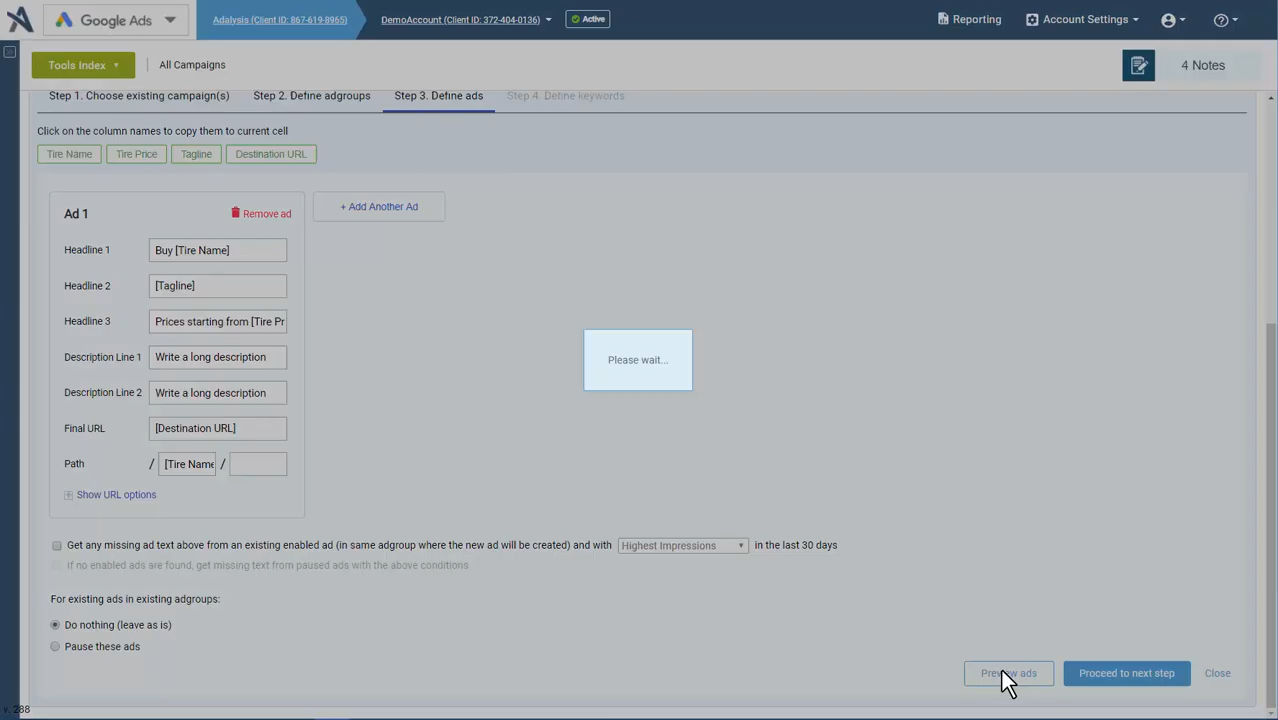 Google Ads
Adalysis (Client ID: 867-619-8965)
DemoAccount (Client ID: 372-404-0136)
Active
Reporting
Account Settings
Tools Index
All Campaigns
4 Notes
Step 1. Choose existing campaign(s)
Step 2. Define adgroups
Step 3. Define ads
Step 4. Define keywords
Click on the column names to copy them to current cell
Tire Name
Tire Price
Tagline
Destination URL
Ad 1
Remove ad
+ Add Another Ad
Headline 1
Buy [Tire Name]
Headline 2
[Tagline]
Headline 3
Prices starting from [Tire Pr
Description Line 1
Write a long description
Description Line 2
Write a long description
Final URL
[Destination URL]
Path
/ [Tire Name /
Show URL options
Please wait...
Get any missing ad text above from an existing enabled ad (in same adgroup where the new ad will be created) and with Highest Impressions in the last 30 days
If no enabled ads are found, get missing text from paused ads with the above conditions
For existing ads in existing adgroups:
Do nothing (leave as is)
Pause these ads
Preview ads
Proceed to next step
Close
v. 288